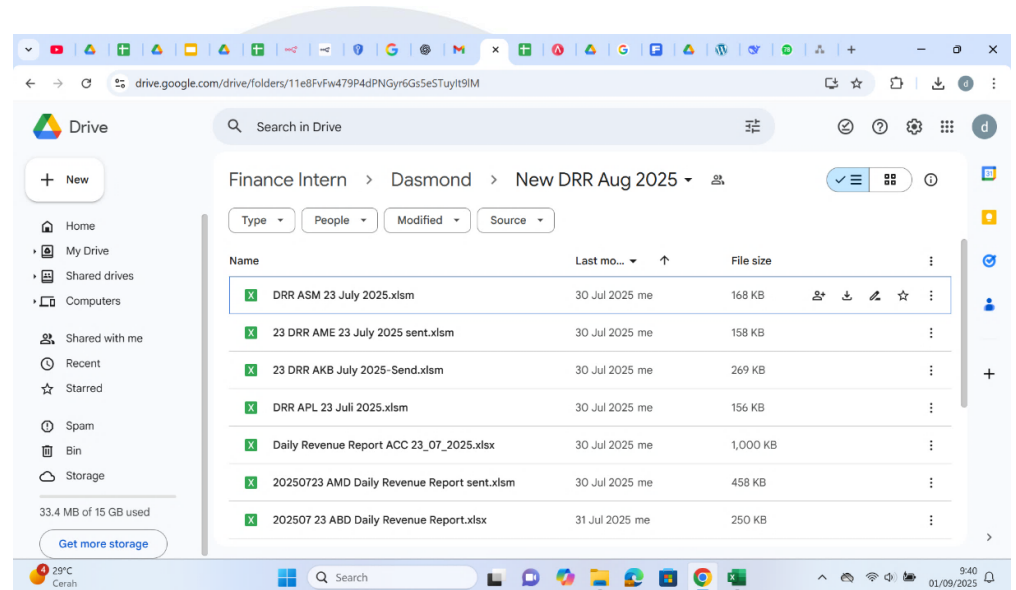 drive.google.com/drive/folders/11e8FvFw479P4dPNGyr6Gs5eSTuyIt9lM
Drive
Search in Drive
d
New
Finance Intern > Dasmond > New DRR Aug 2025
Type
People
Modified
Source
Home
My Drive
Shared drives
Computers
Shared with me
Recent
Starred
Spam
Bin
Storage
33.4 MB of 15 GB used
Get more storage
Name Last mo... File size
DRR ASM 23 July 2025.xlsm 30 Jul 2025 me 168 KB
23 DRR AME 23 July 2025 sent.xlsm 30 Jul 2025 me 158 KB
23 DRR AKB July 2025-Send.xlsm 30 Jul 2025 me 269 KB
DRR APL 23 Juli 2025.xlsm 30 Jul 2025 me 156 KB
Daily Revenue Report ACC 23_07_2025.xlsx 30 Jul 2025 me 1,000 KB
20250723 AMD Daily Revenue Report sent.xlsm 30 Jul 2025 me 458 KB
202507 23 ABD Daily Revenue Report.xlsx 31 Jul 2025 me 250 KB
29°C
Cerah
Search
9:40
01/09/2025